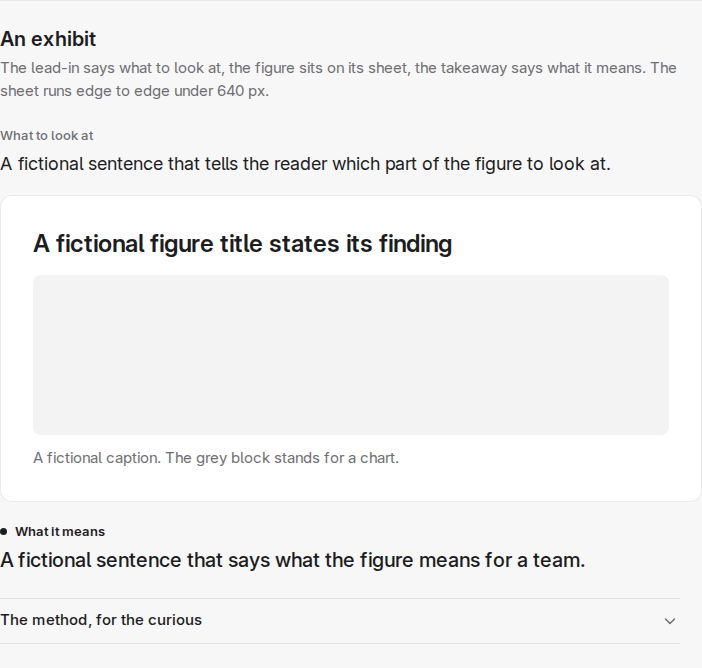 An exhibit
The lead-in says what to look at, the figure sits on its sheet, the takeaway says what it means. The
sheet runs edge to edge under 640 px.
What to look at
A fictional sentence that tells the reader which part of the figure to look at.
A fictional figure title states its finding
A fictional caption. The grey block stands for a chart.
What it means
A fictional sentence that says what the figure means for a team.
The method, for the curious